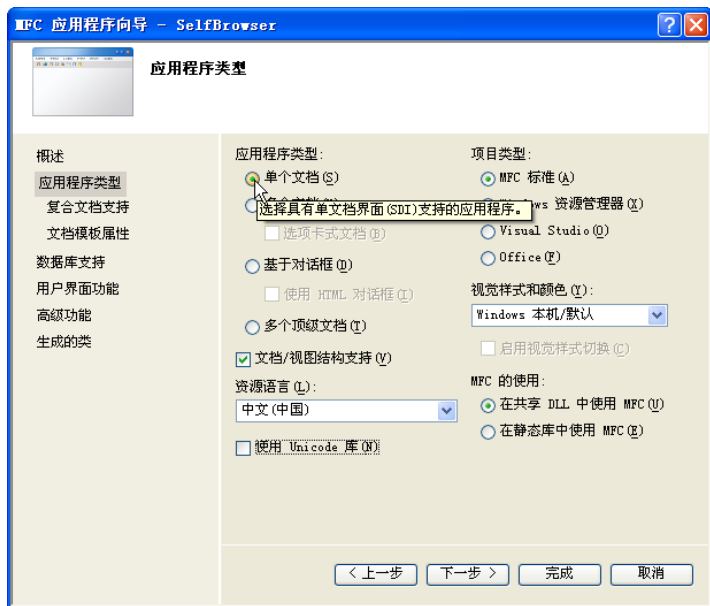 MFC 应用程序向导 - SelfBrowser
应用程序类型
概述
应用程序类型
复合文档支持
文档模板属性
数据库支持
用户界面功能
高级功能
生成的类
应用程序类型:
单个文档(S)
选择具有单文档界面(SDI)支持的应用程序。
选项卡式文档(B)
基于对话框(D)
使用 HTML 对话框(I)
多个顶级文档(T)
文档/视图结构支持(V)
资源语言(L):
中文(中国)
使用 Unicode 库(N)
项目类型:
MFC 标准(A)
资源管理器(X)
Visual Studio(O)
Office(F)
视觉样式和颜色(Y):
Windows 本机/默认
启用视觉样式切换(C)
MFC 的使用:
在共享 DLL 中使用 MFC(U)
在静态库中使用 MFC(E)
< 上一步
下一步 >
完成
取消